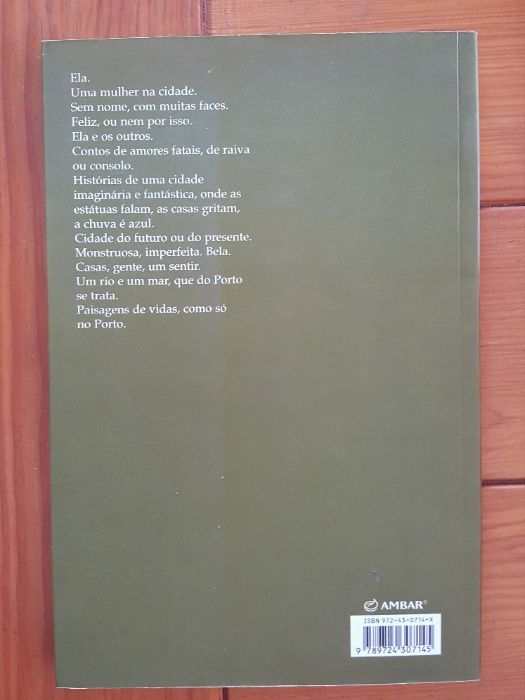 Ela.
Uma mulher na cidade.
Sem nome, com muitas faces.
Feliz, ou nem por isso.
Ela e os outros.
Contos de amores fatais, de raiva
ou consolo.
Histórias de uma cidade
imaginária e fantástica, onde as
estátuas falam, as casas gritam,
a chuva é azul.
Cidade do futuro ou do presente.
Monstruosa, imperfeita. Bela.
Casas, gente, um sentir.
Um rio e um mar, que do Porto
se trata.
Paisagens de vidas, como só
no Porto.
AMBAR®
ISBN 972-43-0714-X
9 789724 307145